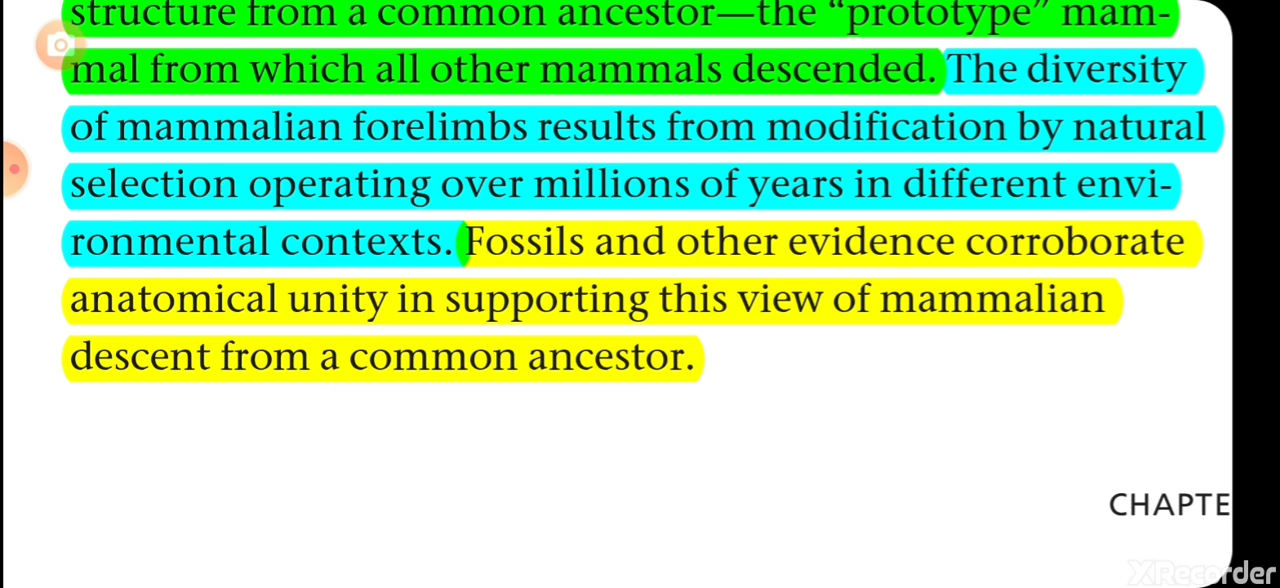 structure from a common ancestor—the “prototype” mam-
mal from which all other mammals descended. The diversity
of mammalian forelimbs results from modification by natural
selection operating over millions of years in different envi-
ronmental contexts. Fossils and other evidence corroborate
anatomical unity in supporting this view of mammalian
descent from a common ancestor.
CHAPTE
XRecorder